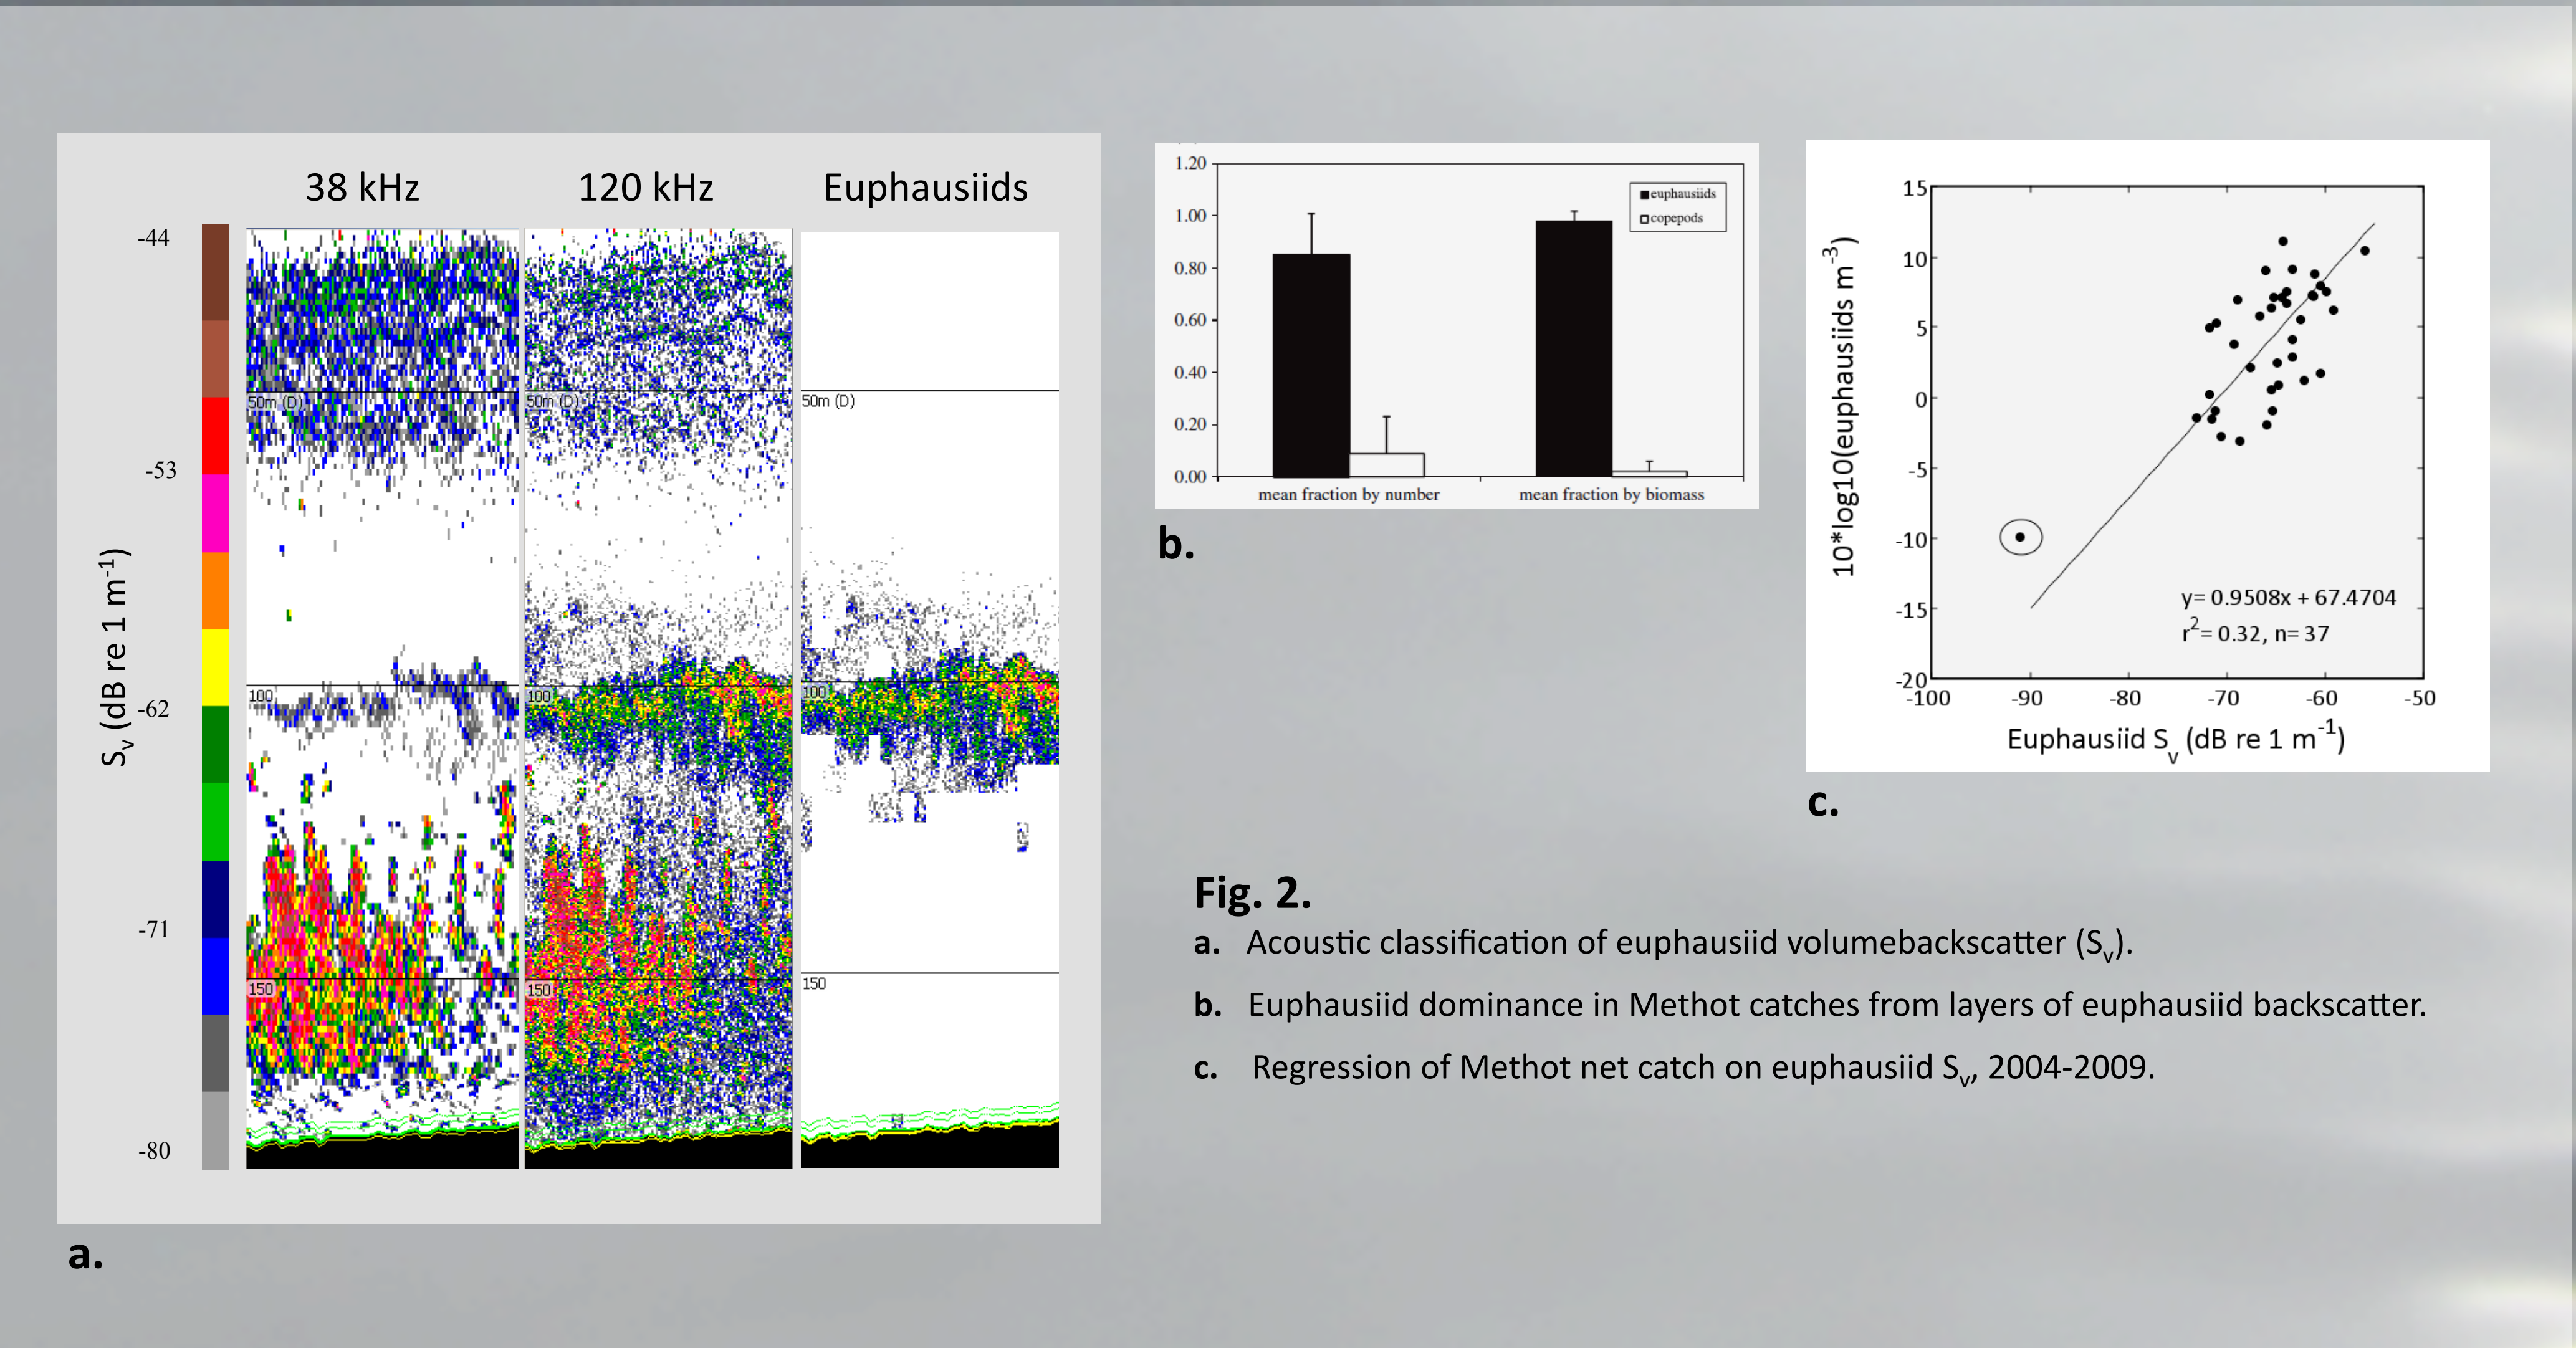 38 kHz
120 kHz
Euphausiids
-44
-53
-62
-71
-80
Sv (dB re 1 m-1)
50m (D)
100
150
50m (D)
100
150
50m (D)
100
150
a.
1.20
1.00
0.80
0.60
0.40
0.20
0.00
euphausiids
copepods
mean fraction by number
mean fraction by biomass
b.
10*log10(euphausiids m-3)
15
10
5
0
-5
-10
-15
-20
y= 0.9508x + 67.4704
r2= 0.32, n= 37
-100
-90
-80
-70
-60
-50
Euphausiid Sv (dB re 1 m-1)
c.
Fig. 2.
a. Acoustic classification of euphausiid volumebackscatter (Sv).
b. Euphausiid dominance in Methot catches from layers of euphausiid backscatter.
c. Regression of Methot net catch on euphausiid Sv, 2004-2009.